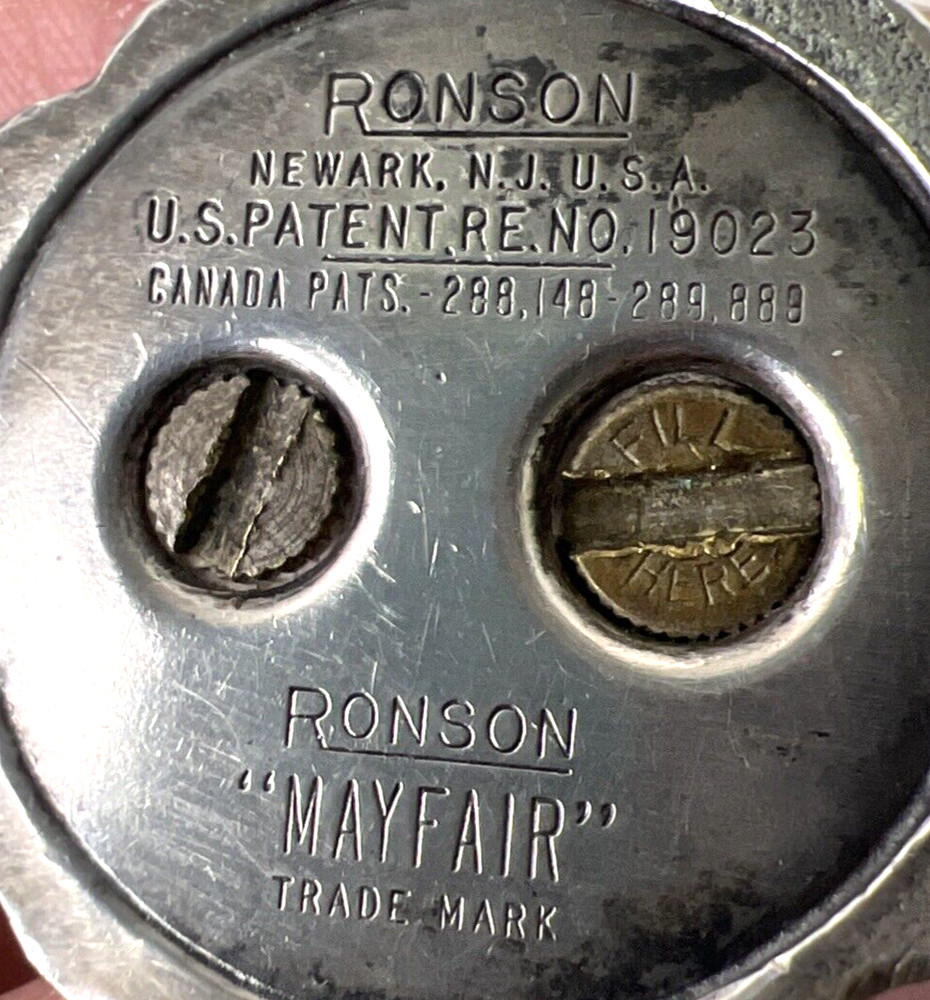 RONSON
NEWARK, N.J. U.S.A.
U.S. PATENT. RE. NO. 19023
CANADA PATS. - 288,148 - 289,889
FILL
HERE
RONSON
"MAYFAIR"
TRADE MARK